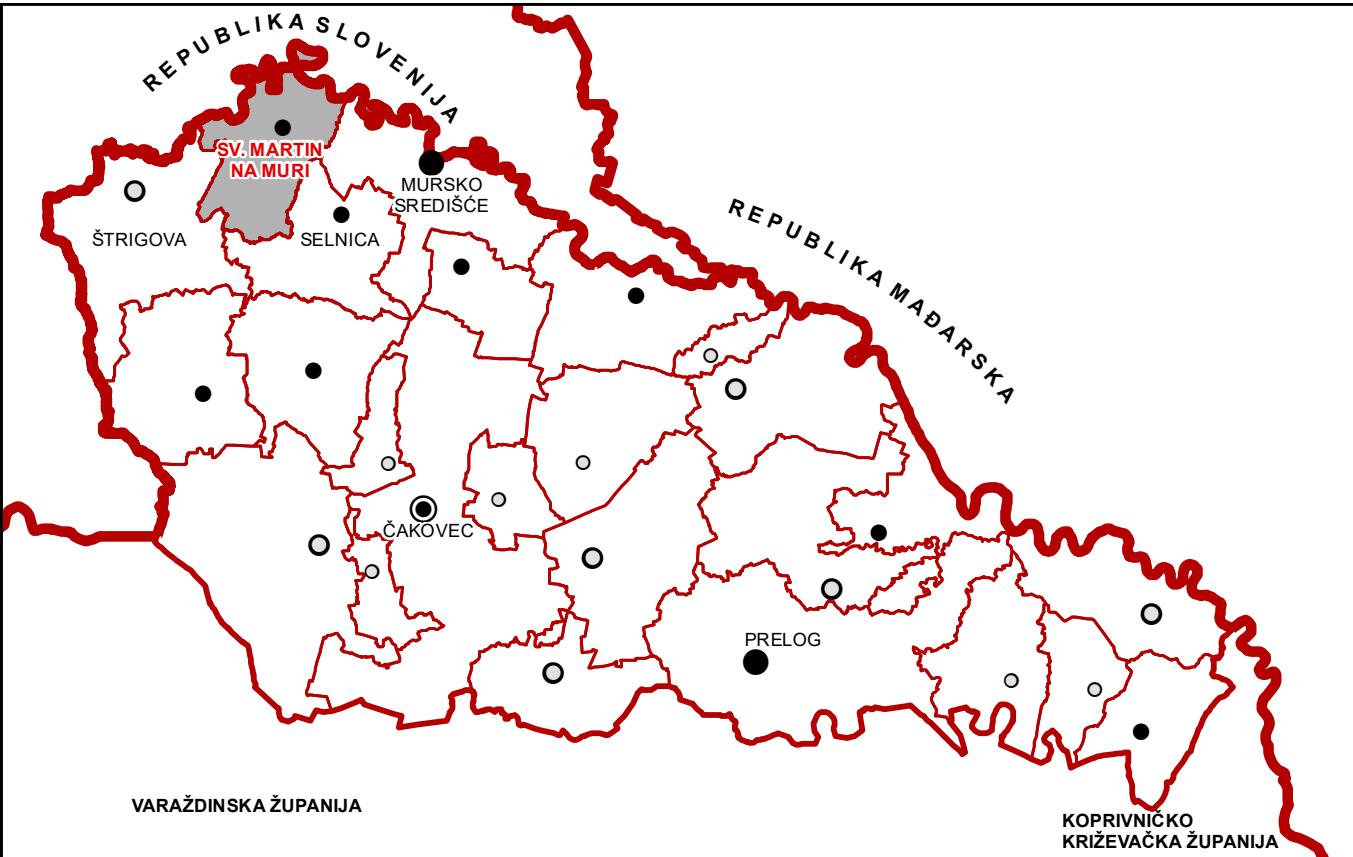 REPUBLIKA SLOVENIJA
SV. MARTIN
NA MURI
MURSKO
SREDIŠĆE
ŠTRIGOVA
SELNICA
REPUBLIKA MAĐARSKA
ČAKOVEC
PRELOG
VARAŽDINSKA ŽUPANIJA
KOPRIVNIČKO
KRIŽEVAČKA ŽUPANIJA